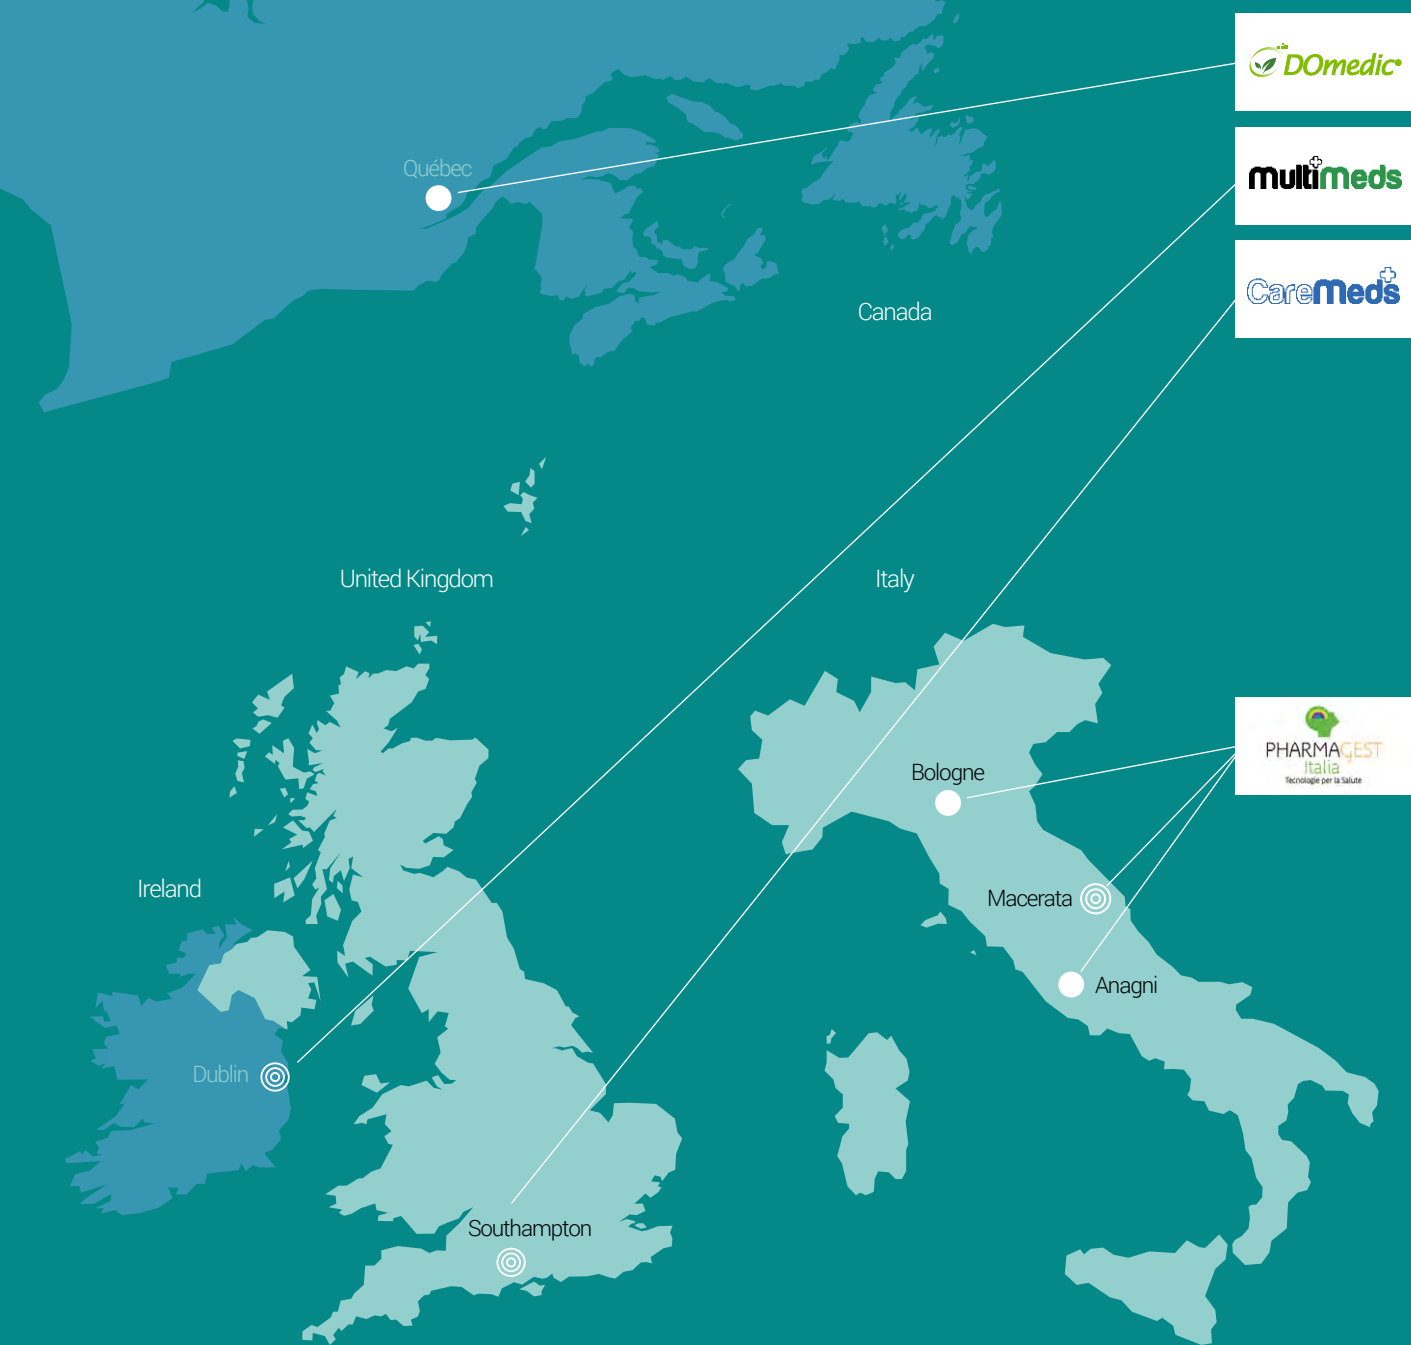 DOmedic
Québec
multimeds
CareMeds
Canada
United Kingdom
Italy
PHARMAGEST
Italia
Tecnologie per la Salute
Bologne
Ireland
Macerata
Anagni
Dublin
Southampton